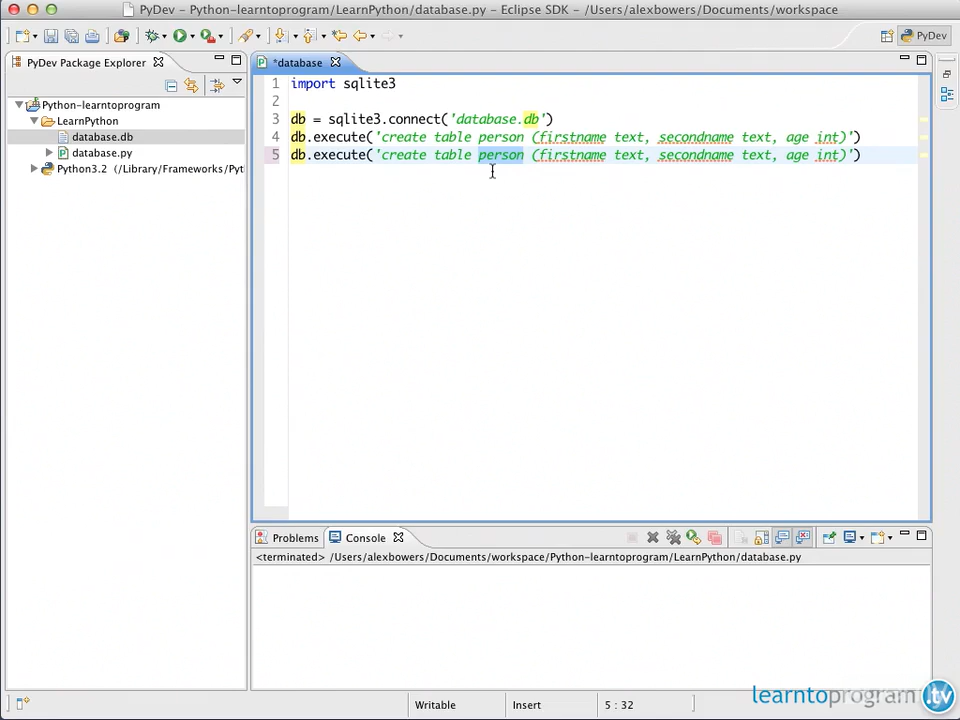 PyDev - Python-learntoprogram/LearnPython/database.py - Eclipse SDK - /Users/alexbowers/Documents/workspace
PyDev
PyDev Package Explorer
Python-learntoprogram
LearnPython
database.db
database.py
Python3.2 (/Library/Frameworks/Pyt
*database
1 import sqlite3
2
3 db = sqlite3.connect('database.db')
4 db.execute('create table person (firstname text, secondname text, age int)')
5 db.execute('create table person (firstname text, secondname text, age int)')
Problems Console
<terminated> /Users/alexbowers/Documents/workspace/Python-learntoprogram/LearnPython/database.py
Writable Insert 5 : 32
learntoprogram.tv